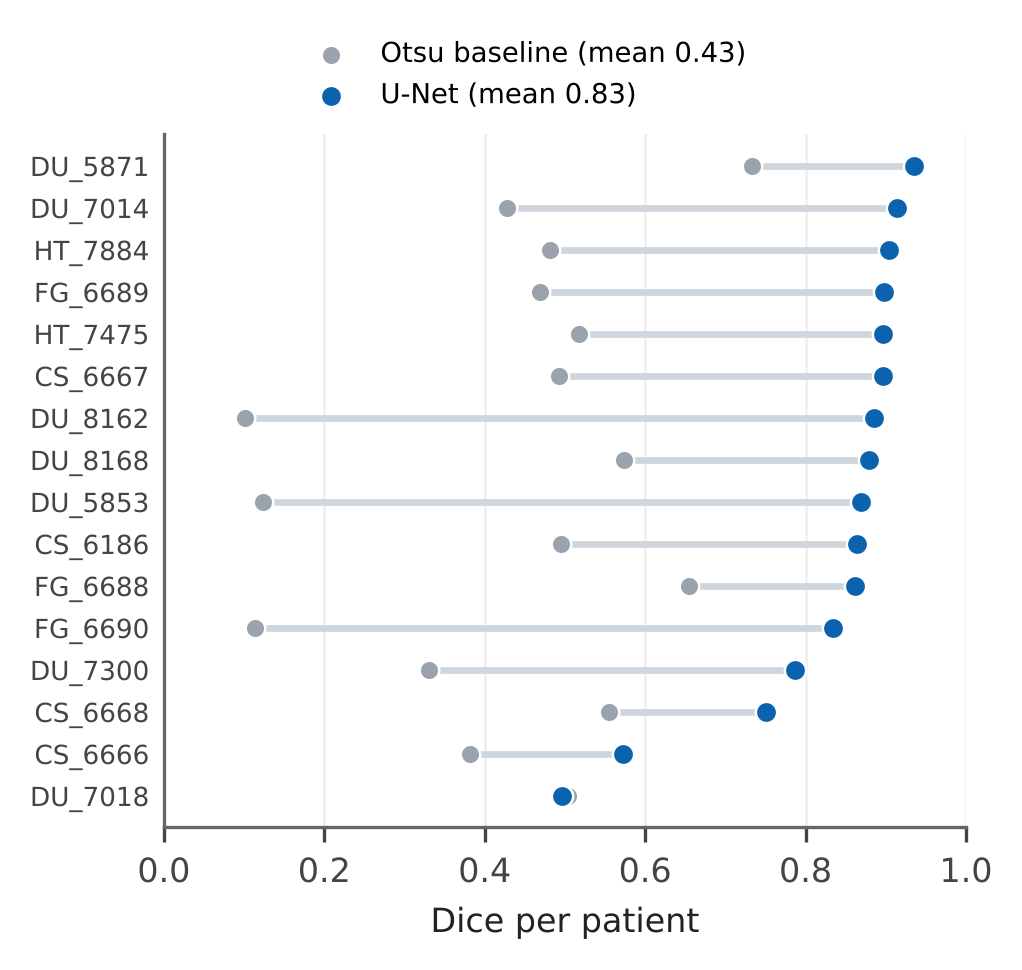 Otsu baseline (mean 0.43)
U-Net (mean 0.83)
DU_5871
DU_7014
HT_7884
FG_6689
HT_7475
CS_6667
DU_8162
DU_8168
DU_5853
CS_6186
FG_6688
FG_6690
DU_7300
CS_6668
CS_6666
DU_7018
0.0 0.2 0.4 0.6 0.8 1.0
Dice per patient